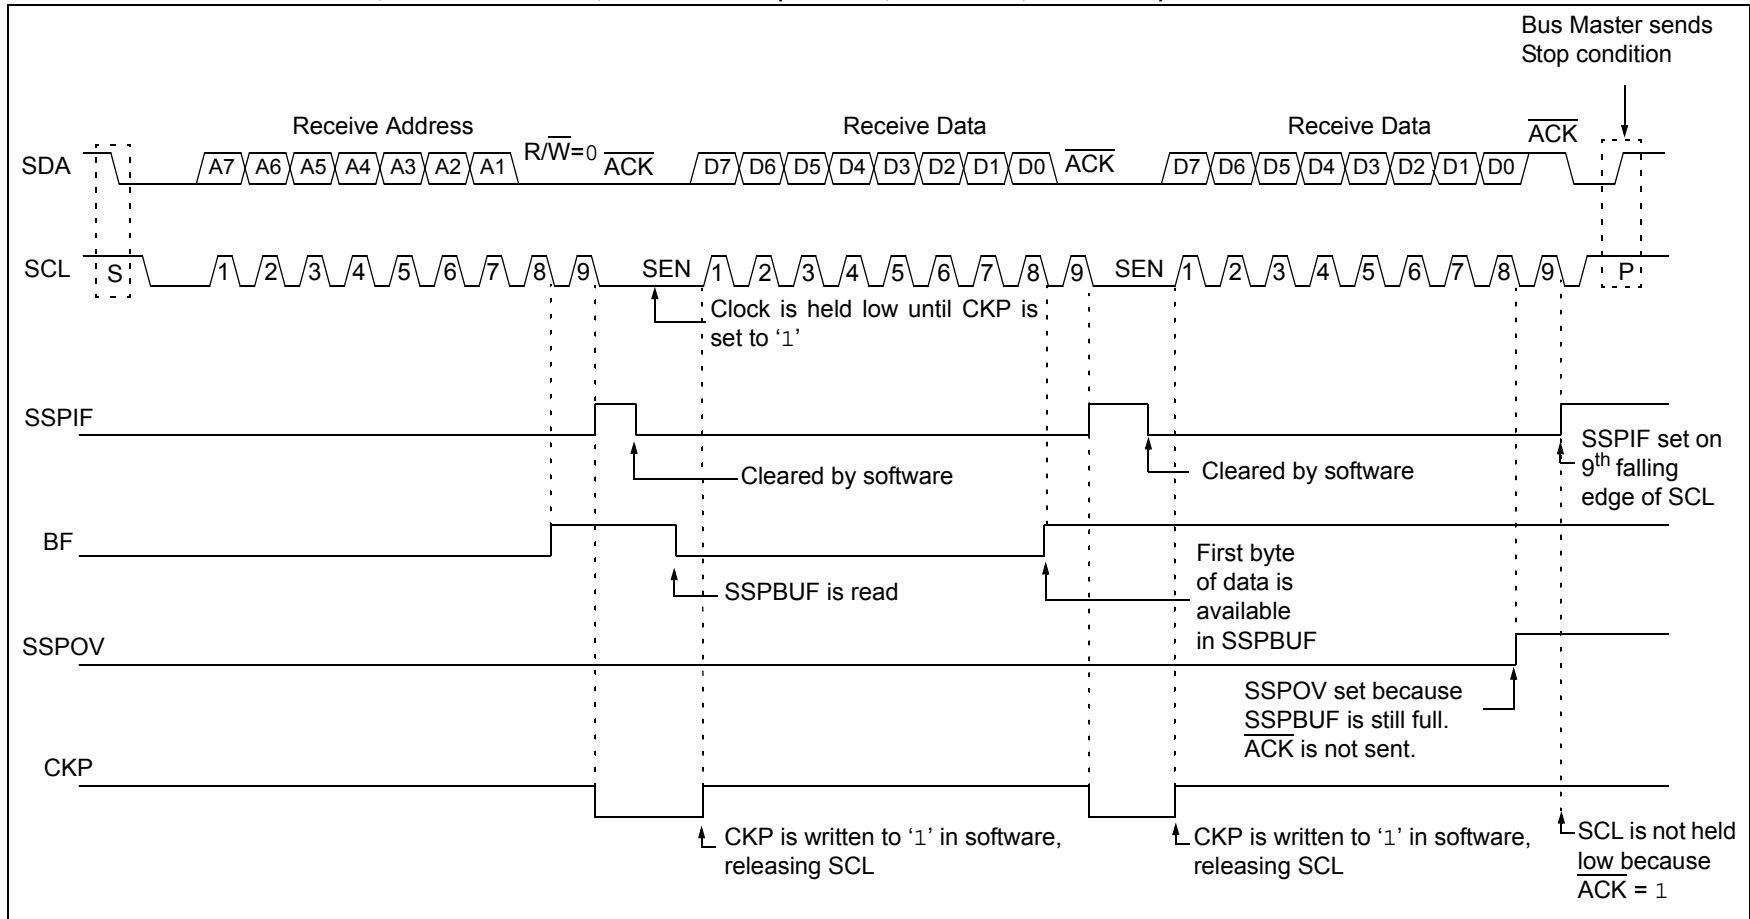 Bus Master sends
Stop condition
Receive Address
Receive Data
Receive Data
SDA
A7 A6 A5 A4 A3 A2 A1
R/W=0
ACK
D7 D6 D5 D4 D3 D2 D1 D0
ACK
D7 D6 D5 D4 D3 D2 D1 D0
ACK
SCL
S
1 2 3 4 5 6 7 8 9
SEN
1 2 3 4 5 6 7 8 9
SEN
1 2 3 4 5 6 7 8 9
P
Clock is held low until CKP is
set to ‘1’
SSPIF
Cleared by software
Cleared by software
SSPIF set on
9th falling
edge of SCL
BF
SSPBUF is read
First byte
of data is
available
in SSPBUF
SSPOV
SSPOV set because
SSPBUF is still full.
ACK is not sent.
CKP
CKP is written to ‘1’ in software,
releasing SCL
CKP is written to ‘1’ in software,
releasing SCL
SCL is not held
low because
ACK = 1